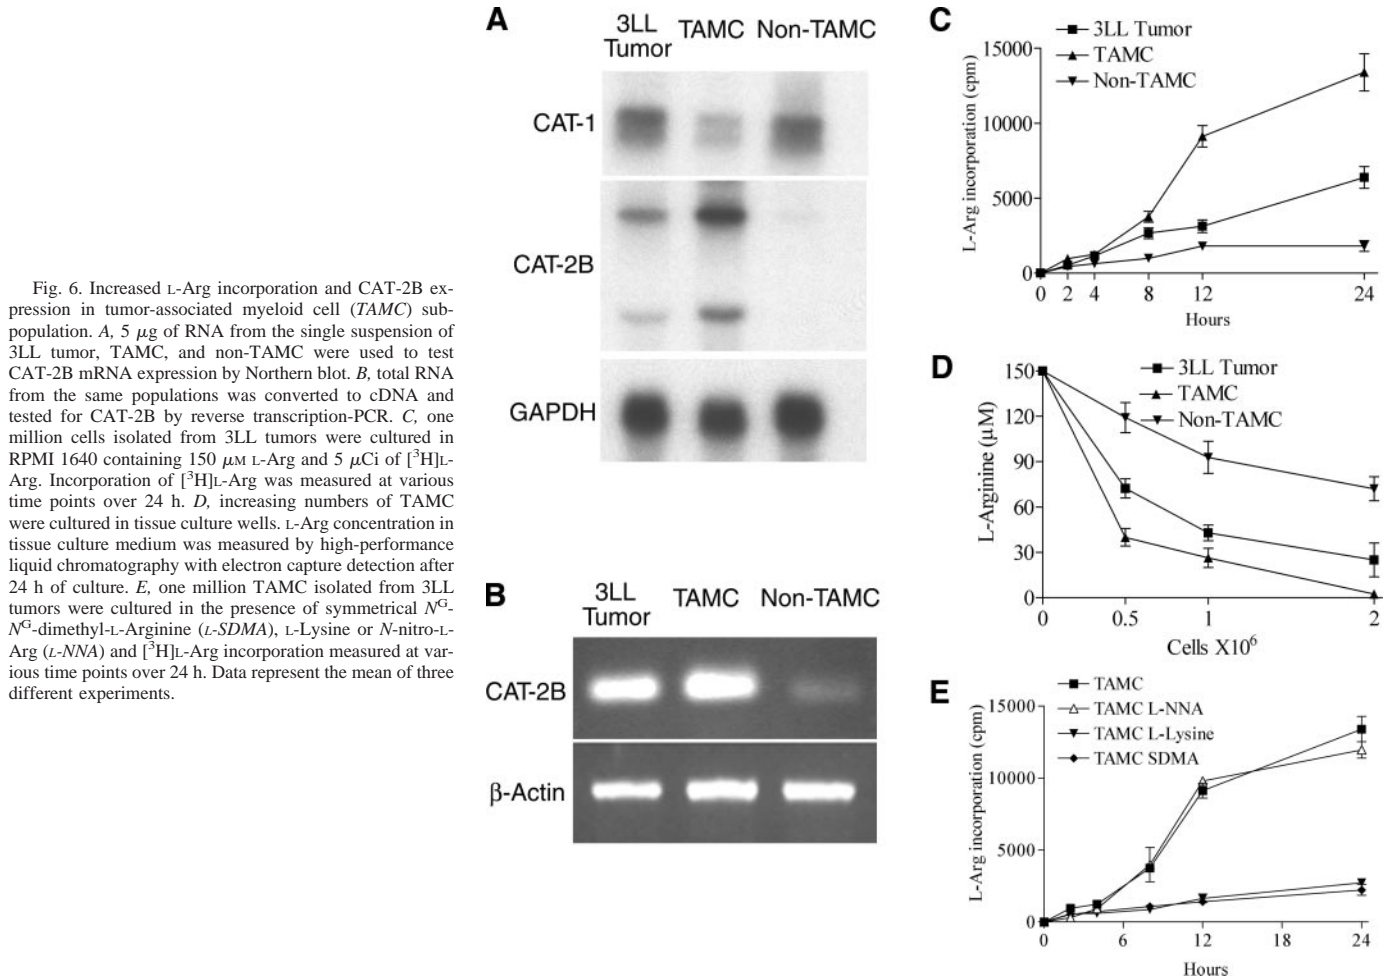 Fig. 6. Increased L-Arg incorporation and CAT-2B ex-
pression in tumor-associated myeloid cell (TAMC) sub-
population. A, 5 μg of RNA from the single suspension of
3LL tumor, TAMC, and non-TAMC were used to test
CAT-2B mRNA expression by Northern blot. B, total RNA
from the same populations was converted to cDNA and
tested for CAT-2B by reverse transcription-PCR. C, one
million cells isolated from 3LL tumors were cultured in
RPMI 1640 containing 150 μM L-Arg and 5 μCi of [³H]L-
Arg. Incorporation of [³H]L-Arg was measured at various
time points over 24 h. D, increasing numbers of TAMC
were cultured in tissue culture wells. L-Arg concentration in
tissue culture medium was measured by high-performance
liquid chromatography with electron capture detection after
24 h of culture. E, one million TAMC isolated from 3LL
tumors were cultured in the presence of symmetrical Nᴳ-
Nᴳ-dimethyl-L-Arginine (L-SDMA), L-Lysine or N-nitro-L-
Arg (L-NNA) and [³H]L-Arg incorporation measured at var-
ious time points over 24 h. Data represent the mean of three
different experiments.
A
3LL Tumor TAMC Non-TAMC
CAT-1
CAT-2B
GAPDH
B
3LL Tumor TAMC Non-TAMC
CAT-2B
β-Actin
C
3LL Tumor
TAMC
Non-TAMC
L-Arg incorporation (cpm)
15000
10000
5000
0
0 2 4 8 12 24
Hours
D
3LL Tumor
TAMC
Non-TAMC
L-Arginine (μM)
150
120
90
60
30
0
0 0.5 1 2
Cells X10⁶
E
TAMC
TAMC L-NNA
TAMC L-Lysine
TAMC SDMA
L-Arg incorporation (cpm)
15000
10000
5000
0
0 6 12 18 24
Hours